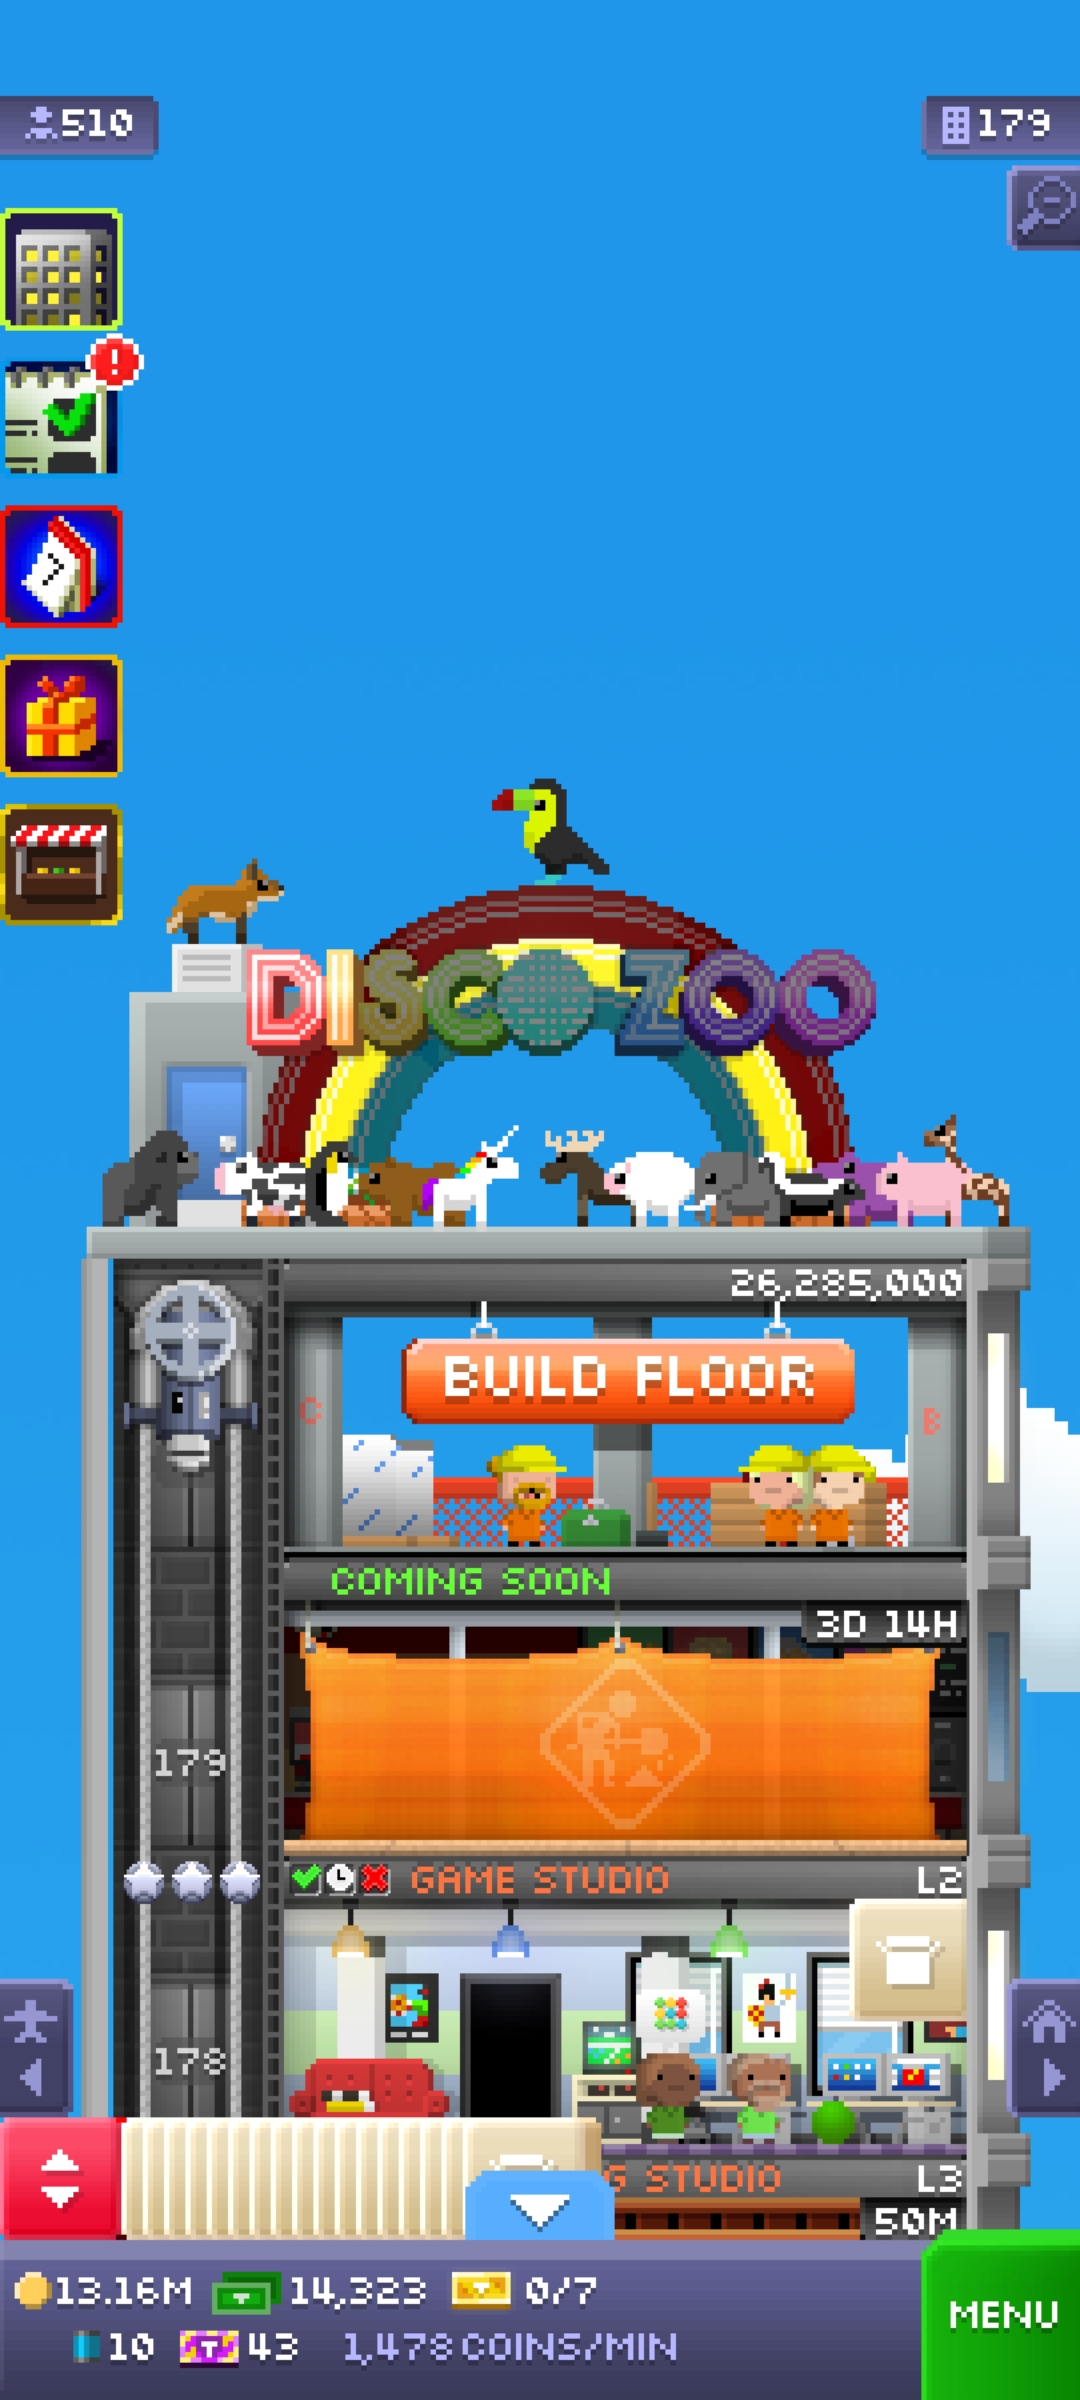 510
179
DISCO ZOO
26,285,000
BUILD FLOOR
C
B
COMING SOON
3D 14H
179
GAME STUDIO
L2
178
G STUDIO
L3
50M
13.16M
14,323
0/7
10
43
1,478 COINS/MIN
MENU